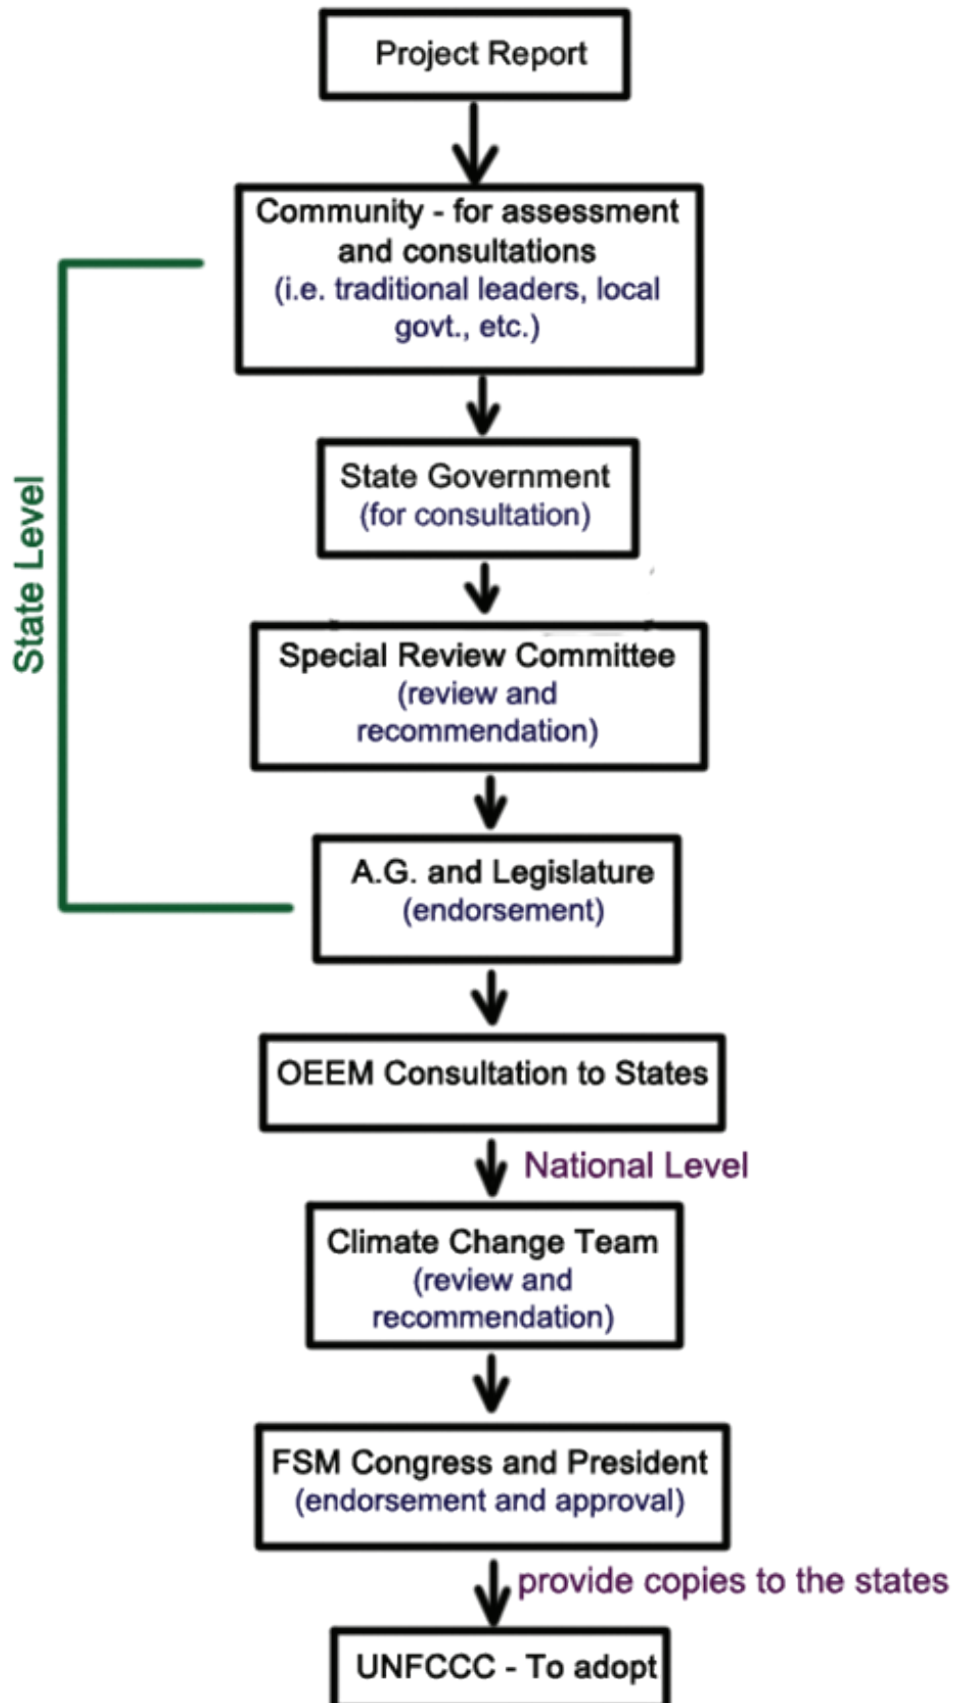 Project Report
Community - for assessment
and consultations
(i.e. traditional leaders, local
govt., etc.)
State Government
(for consultation)
State Level
Special Review Committee
(review and
recommendation)
A.G. and Legislature
(endorsement)
OEEM Consultation to States
National Level
Climate Change Team
(review and
recommendation)
FSM Congress and President
(endorsement and approval)
provide copies to the states
UNFCCC - To adopt